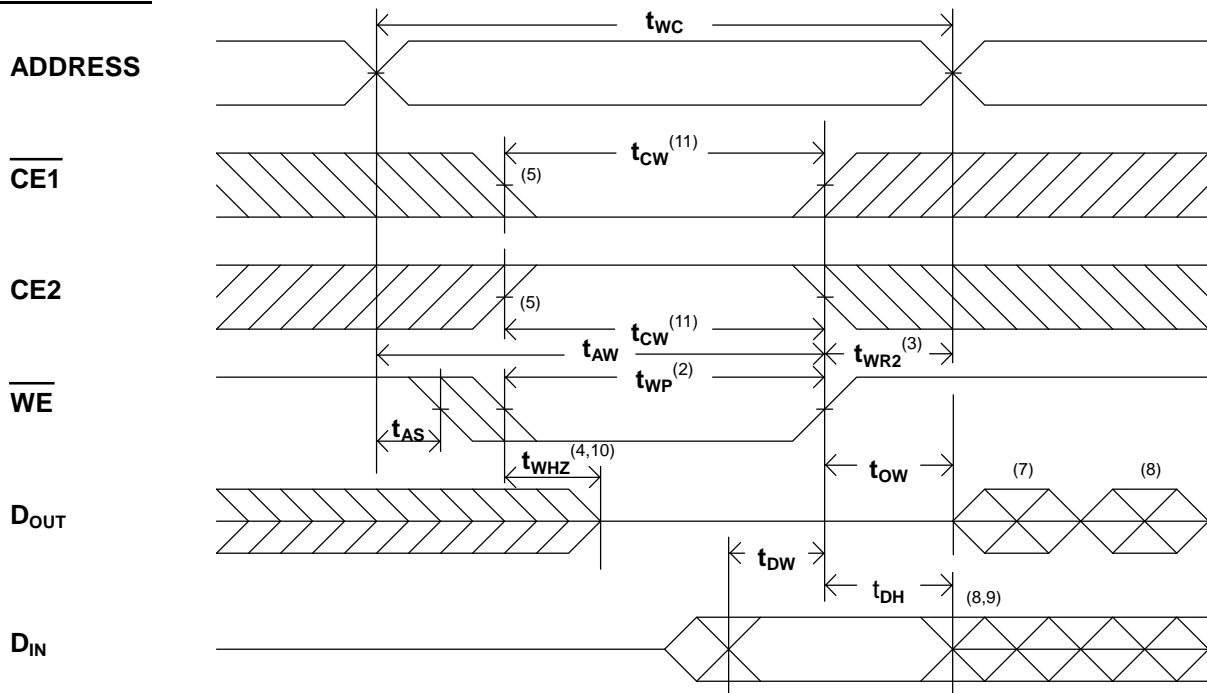 tWC
ADDRESS
tCW(11)
CE1
(5)
CE2
(5)
tCW(11)
tAW
tWR2(3)
tWP(2)
WE
tAS
tWHZ(4,10)
tOW
(7)
(8)
DOUT
tDW
tDH
(8,9)
DIN